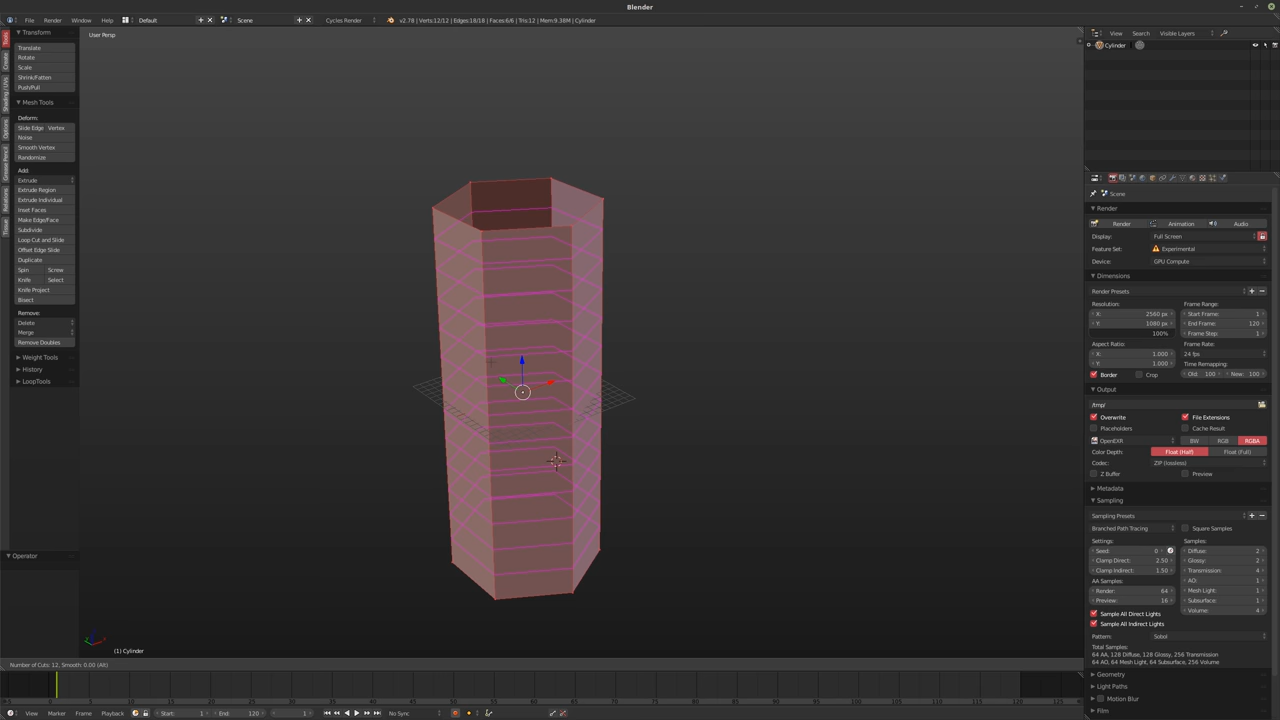 Blender
File Render Window Help Default Scene Cycles Render v2.78 | Verts:12/12 | Edges:18/18 | Faces:6/6 | Tris:12 | Mem:9.38M | Cylinder
User Persp
Tools
Create
Shading / UVs
Options
Grease Pencil
Relations
Tissue
Transform
Translate
Rotate
Scale
Shrink/Fatten
Push/Pull
Mesh Tools
Deform:
Slide Edge Vertex
Noise
Smooth Vertex
Randomize
Add:
Extrude
Extrude Region
Extrude Individual
Inset Faces
Make Edge/Face
Subdivide
Loop Cut and Slide
Offset Edge Slide
Duplicate
Spin Screw
Knife Select
Knife Project
Bisect
Remove:
Delete
Merge
Remove Doubles
Weight Tools
History
LoopTools
Operator
(1) Cylinder
Number of Cuts: 12, Smooth: 0.00 (Alt)
View Marker Frame Playback Start: 1 End: 120 1 No Sync
View Search Visible Layers
Cylinder
Scene
Render
Render Animation Audio
Display: Full Screen
Feature Set: Experimental
Device: GPU Compute
Dimensions
Render Presets
Resolution: Frame Range:
X: 2560 px Start Frame: 1
Y: 1080 px End Frame: 120
100% Frame Step: 1
Aspect Ratio: Frame Rate:
X: 1.000 24 fps
Y: 1.000 Time Remapping:
Border Crop Old: 100 New: 100
Output
/tmp/
Overwrite File Extensions
Placeholders Cache Result
OpenEXR BW RGB RGBA
Color Depth: Float (Half) Float (Full)
Codec: ZIP (lossless)
Z Buffer Preview
Metadata
Sampling
Sampling Presets
Branched Path Tracing Square Samples
Settings: Samples:
Seed: 0 Diffuse: 2
Clamp Direct: 2.50 Glossy: 2
Clamp Indirect: 1.50 Transmission: 4
AA Samples: AO: 1
Render: 64 Mesh Light: 1
Preview: 16 Subsurface: 1
Volume: 4
Sample All Direct Lights
Sample All Indirect Lights
Pattern: Sobol
Total Samples:
64 AA, 128 Diffuse, 128 Glossy, 256 Transmission
64 AO, 64 Mesh Light, 64 Subsurface, 256 Volume
Geometry
Light Paths
Motion Blur
Film